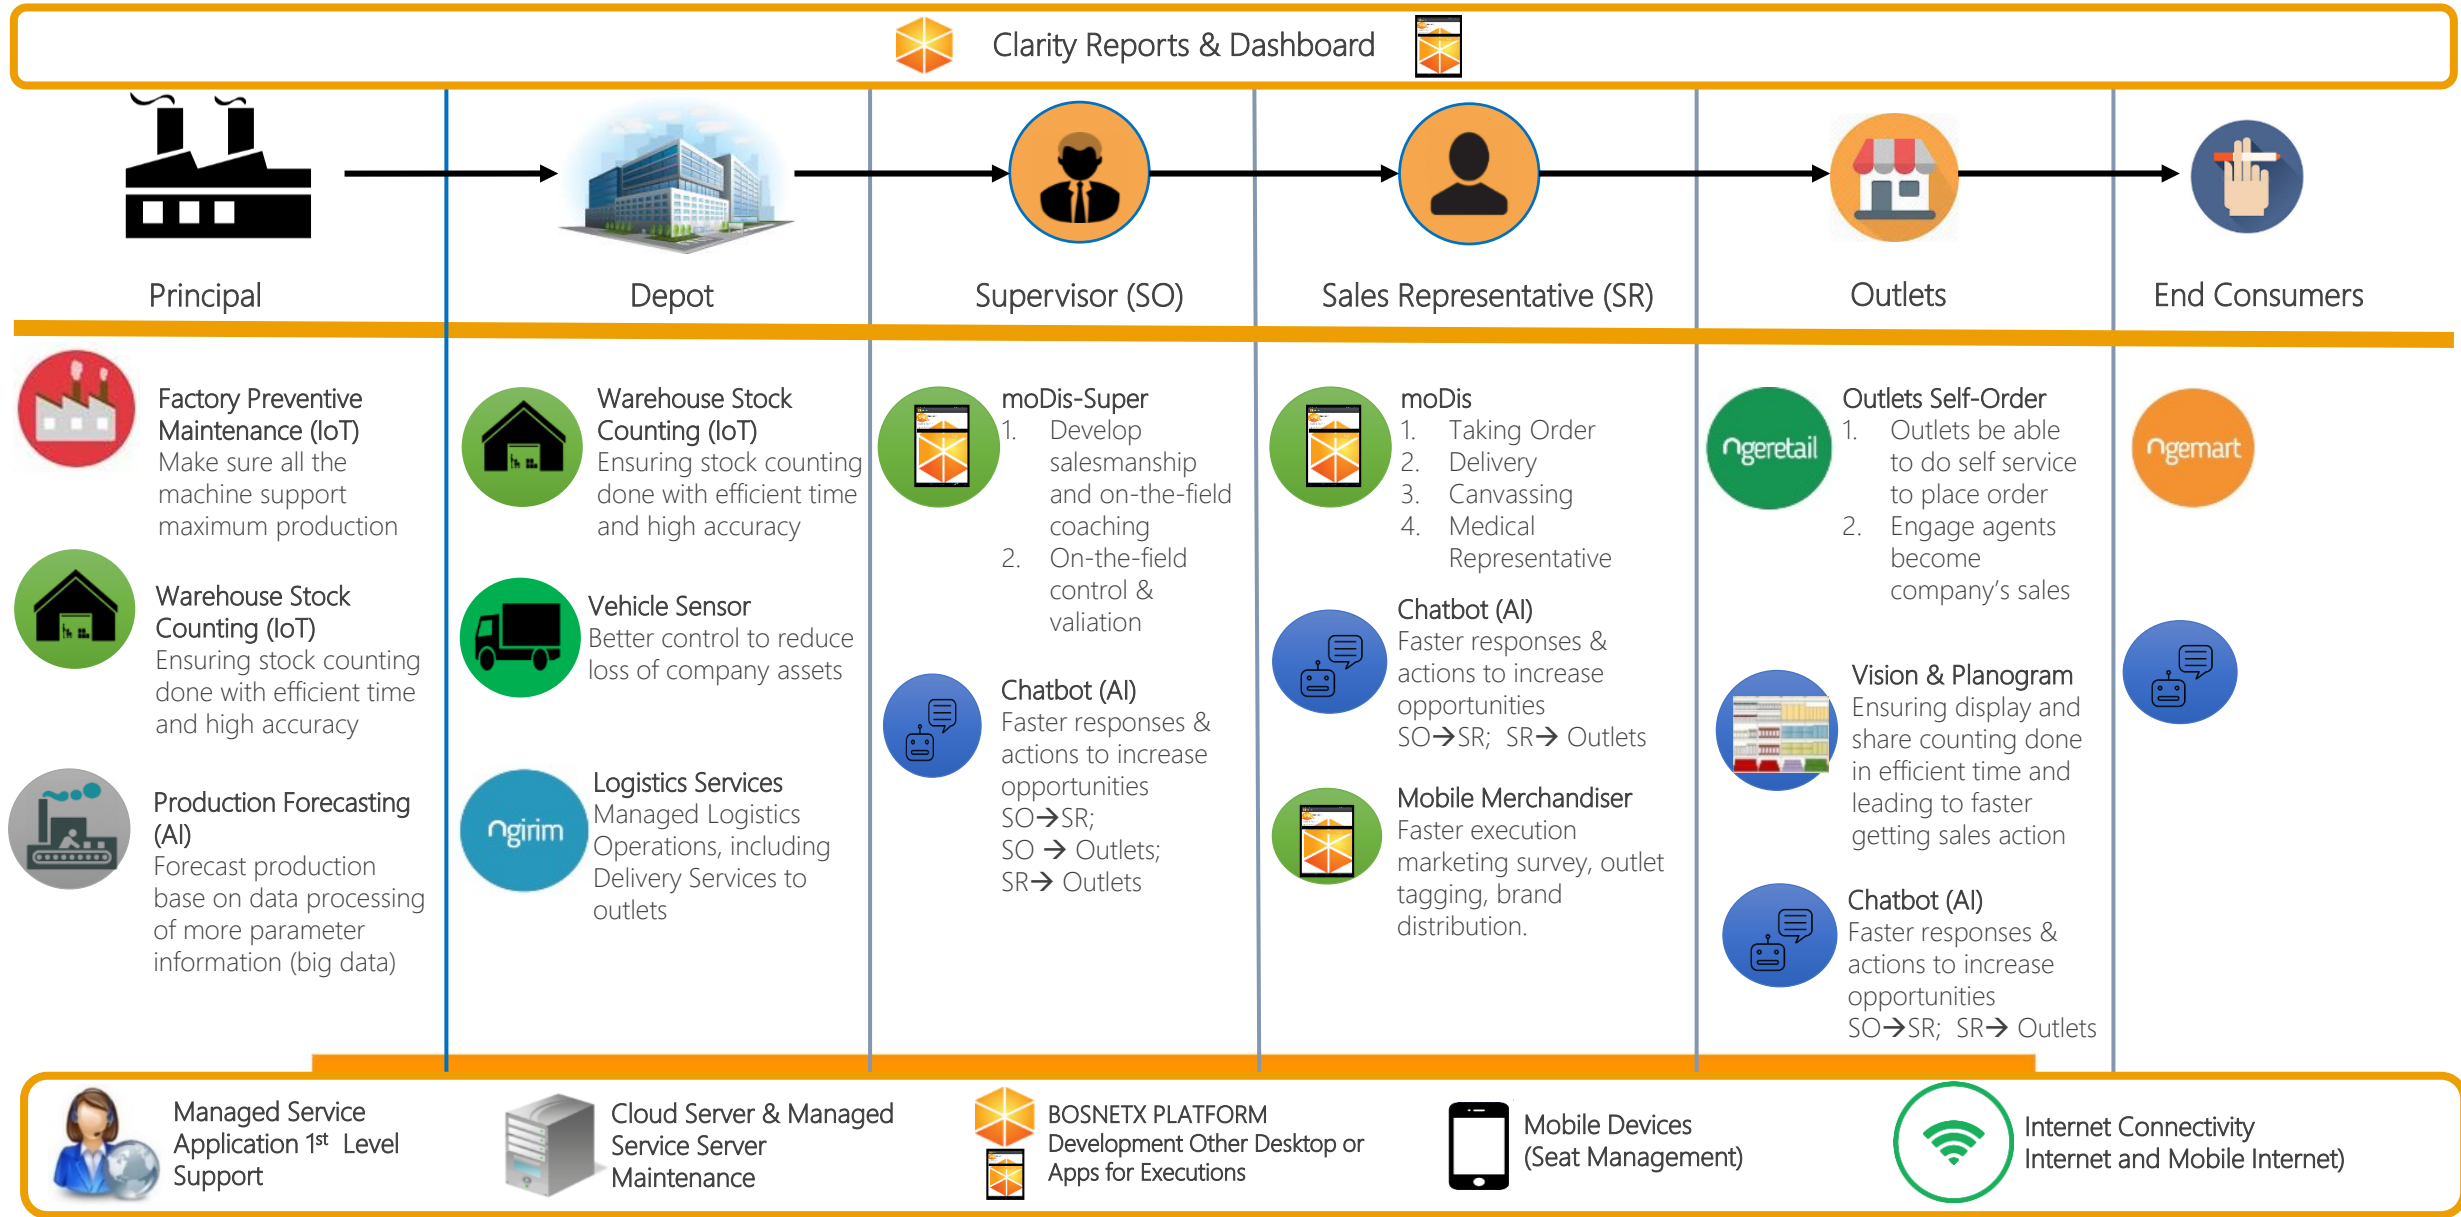 Clarity Reports & Dashboard
Principal
Depot
Supervisor (SO)
Sales Representative (SR)
Outlets
End Consumers
Factory Preventive
Maintenance (IoT)
Make sure all the
machine support
maximum production
Warehouse Stock
Counting (IoT)
Ensuring stock counting
done with efficient time
and high accuracy
Production Forecasting
(AI)
Forecast production
base on data processing
of more parameter
information (big data)
Warehouse Stock
Counting (IoT)
Ensuring stock counting
done with efficient time
and high accuracy
Vehicle Sensor
Better control to reduce
loss of company assets
ngirim
Logistics Services
Managed Logistics
Operations, including
Delivery Services to
outlets
moDis-Super
1. Develop
salesmanship
and on-the-field
coaching
2. On-the-field
control &
valiation
Chatbot (AI)
Faster responses &
actions to increase
opportunities
SO→SR;
SO → Outlets;
SR→ Outlets
moDis
1. Taking Order
2. Delivery
3. Canvassing
4. Medical
Representative
Chatbot (AI)
Faster responses &
actions to increase
opportunities
SO→SR; SR→ Outlets
Mobile Merchandiser
Faster execution
marketing survey, outlet
tagging, brand
distribution.
ngeretail
Outlets Self-Order
1. Outlets be able
to do self service
to place order
2. Engage agents
become
company's sales
Vision & Planogram
Ensuring display and
share counting done
in efficient time and
leading to faster
getting sales action
Chatbot (AI)
Faster responses &
actions to increase
opportunities
SO→SR; SR→ Outlets
ngemart
Managed Service
Application 1st Level
Support
Cloud Server & Managed
Service Server
Maintenance
BOSNETX PLATFORM
Development Other Desktop or
Apps for Executions
Mobile Devices
(Seat Management)
Internet Connectivity
Internet and Mobile Internet)